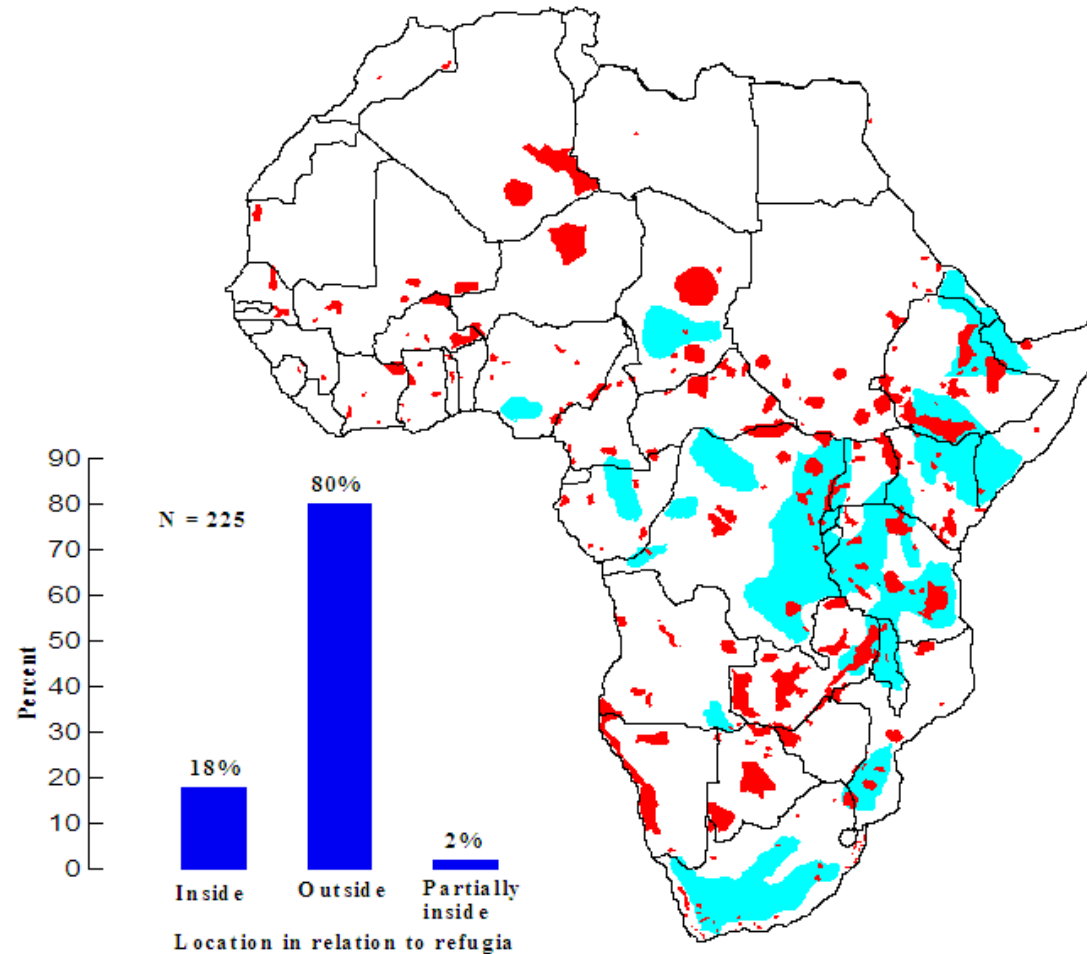 90
80%
80
N = 225
70
60
50
40
30
20
18%
10
2%
0
Percent
Inside
Outside
Partially
inside
Location in relation to refugia